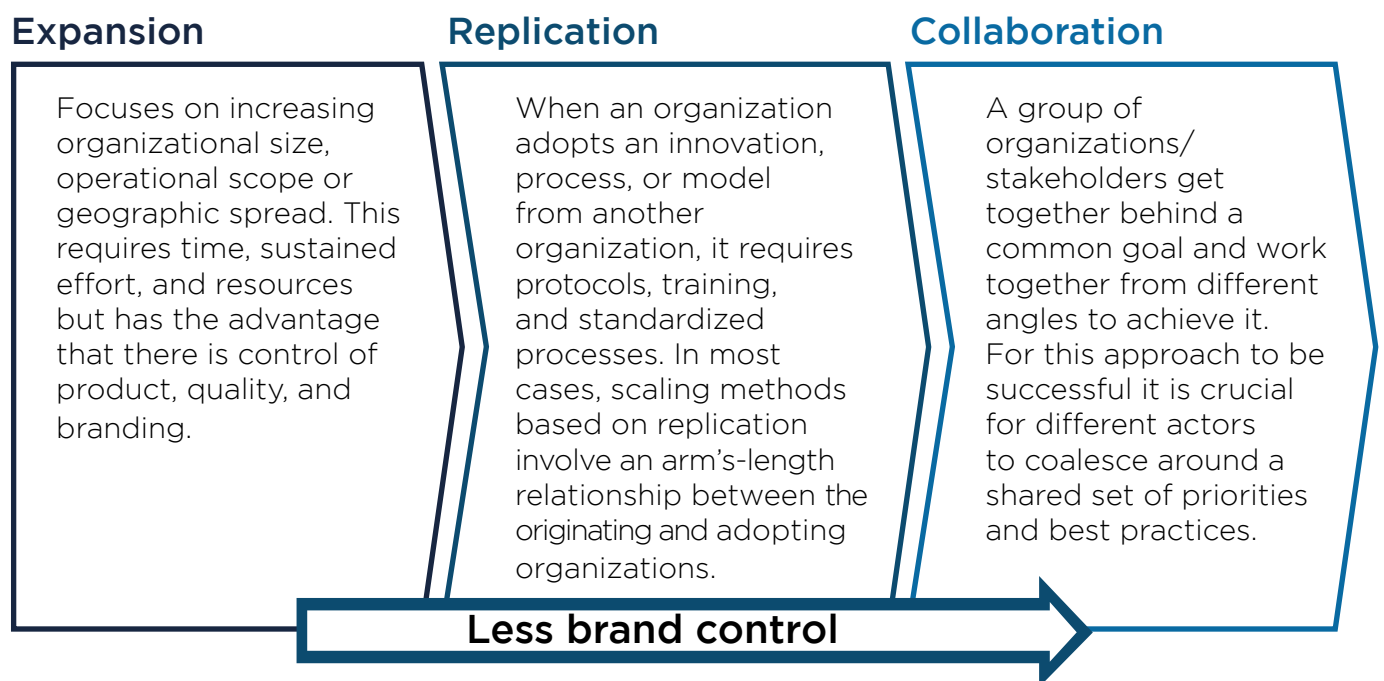 Expansion
Focuses on increasing
organizational size,
operational scope or
geographic spread. This
requires time, sustained
effort, and resources
but has the advantage
that there is control of
product, quality, and
branding.
Replication
When an organization
adopts an innovation,
process, or model
from another
organization, it requires
protocols, training,
and standardized
processes. In most
cases, scaling methods
based on replication
involve an arm’s-length
relationship between the
originating and adopting
organizations.
Collaboration
A group of
organizations/
stakeholders get
together behind a
common goal and work
together from different
angles to achieve it.
For this approach to be
successful it is crucial
for different actors
to coalesce around a
shared set of priorities
and best practices.
Less brand control